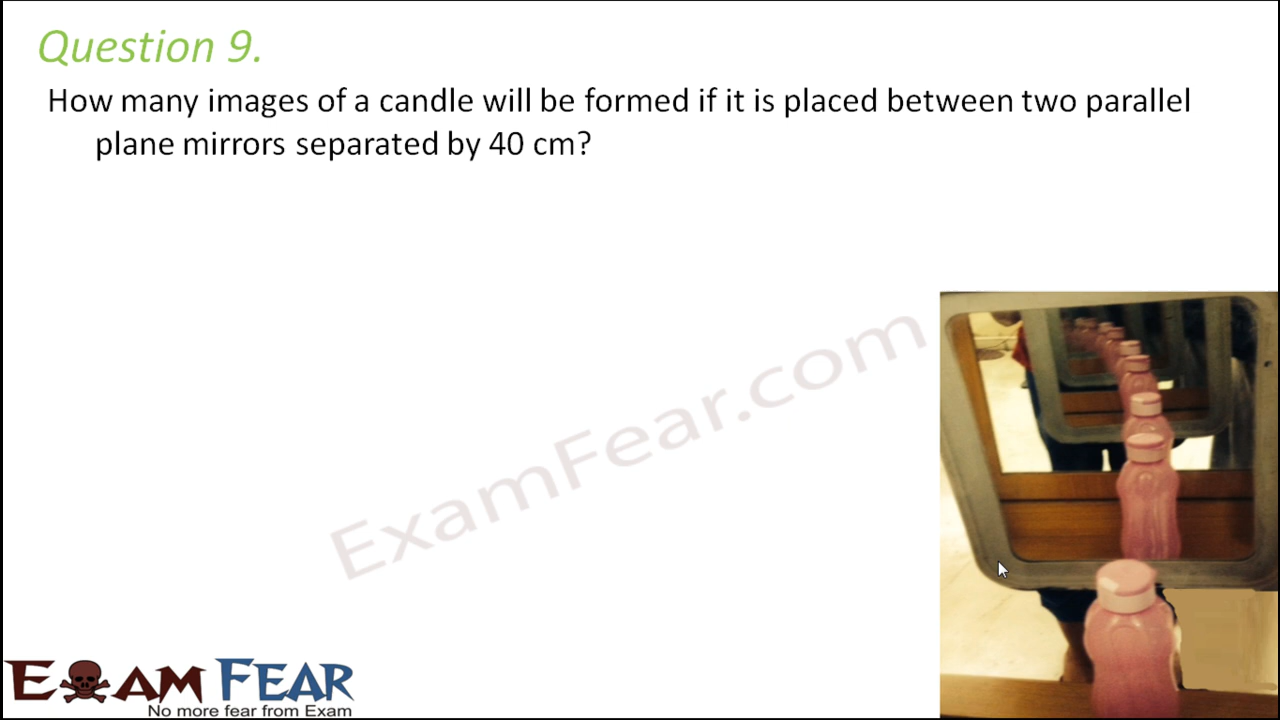 Question 9.
How many images of a candle will be formed if it is placed between two parallel
plane mirrors separated by 40 cm?
ExamFear.com
EXAM FEAR
No more fear from Exam